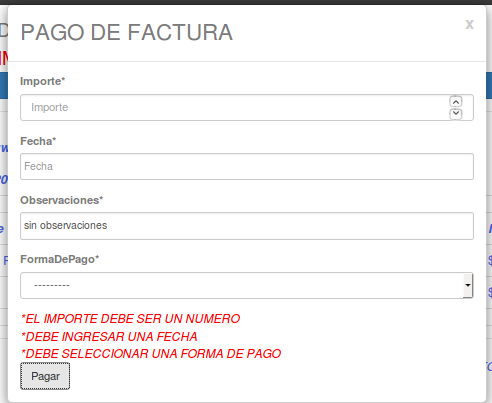 PAGO DE FACTURA
x
Importe*
Importe
Fecha*
Fecha
Observaciones*
sin observaciones
FormaDePago*
---------
*EL IMPORTE DEBE SER UN NUMERO
*DEBE INGRESAR UNA FECHA
*DEBE SELECCIONAR UNA FORMA DE PAGO
Pagar